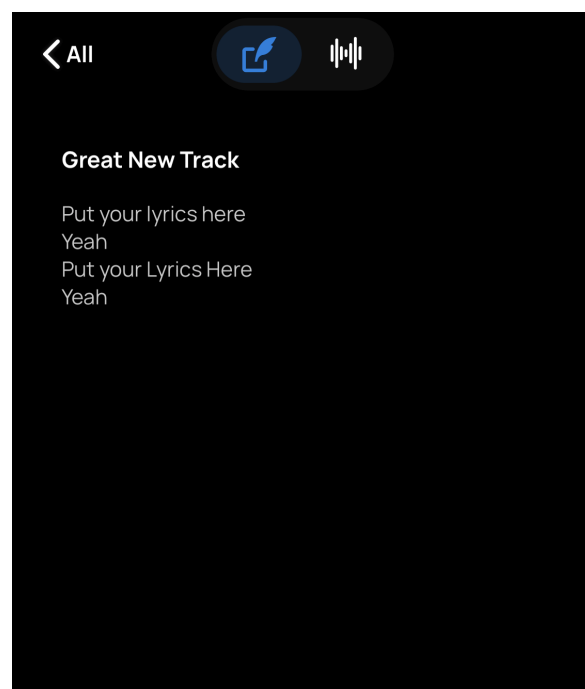 All
Great New Track
Put your lyrics here
Yeah
Put your Lyrics Here
Yeah